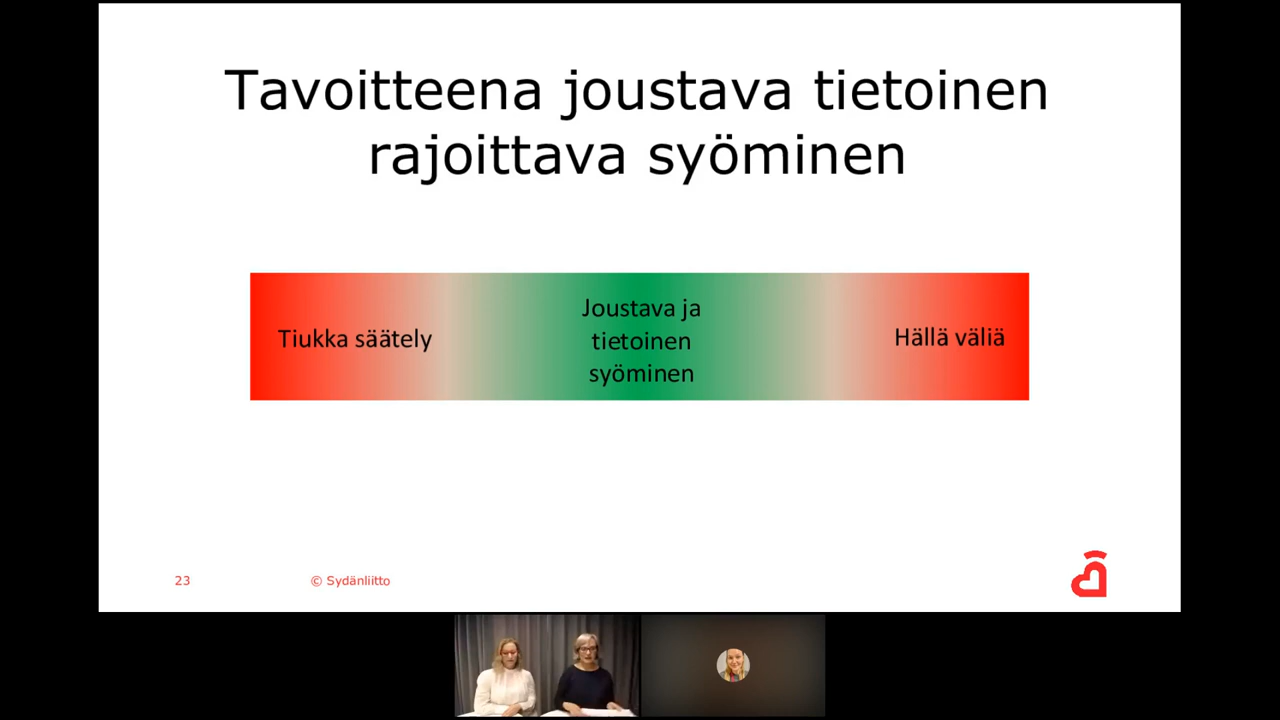 Tavoitteena joustava tietoinen
rajoittava syöminen
Tiukka säätely
Joustava ja
tietoinen
syöminen
Hällä väliä
23
© Sydänliitto